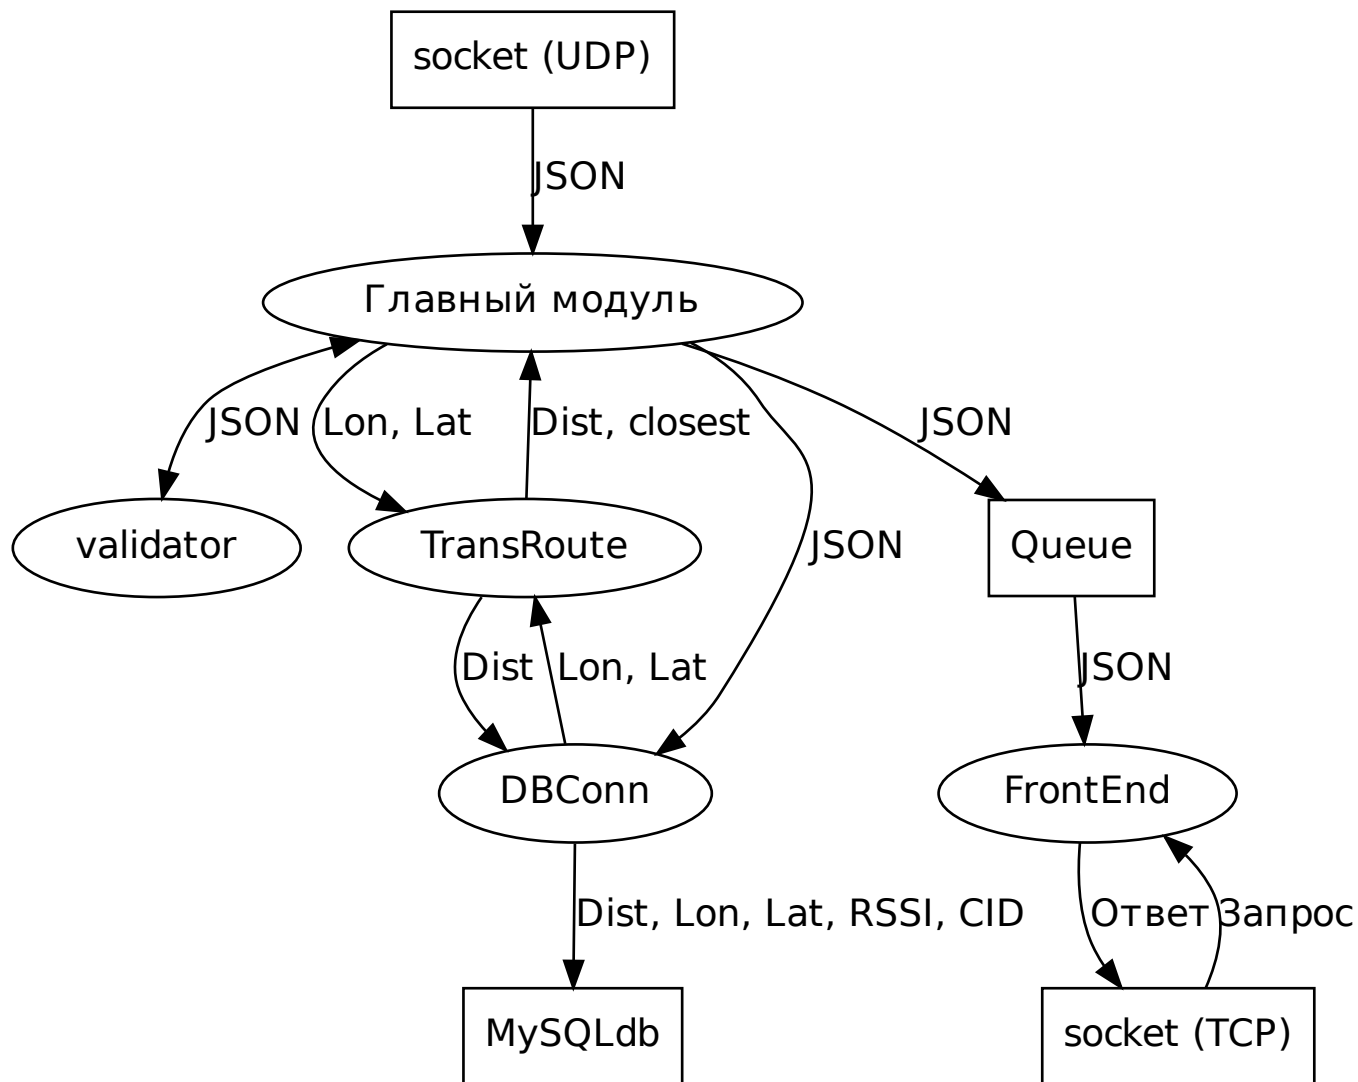 socket (UDP)
JSON
Главный модуль
JSON
Lon, Lat
Dist, closest
JSON
validator
TransRoute
JSON
Queue
Dist
Lon, Lat
JSON
DBConn
FrontEnd
Dist, Lon, Lat, RSSI, CID
Ответ
Запрос
MySQLdb
socket (TCP)